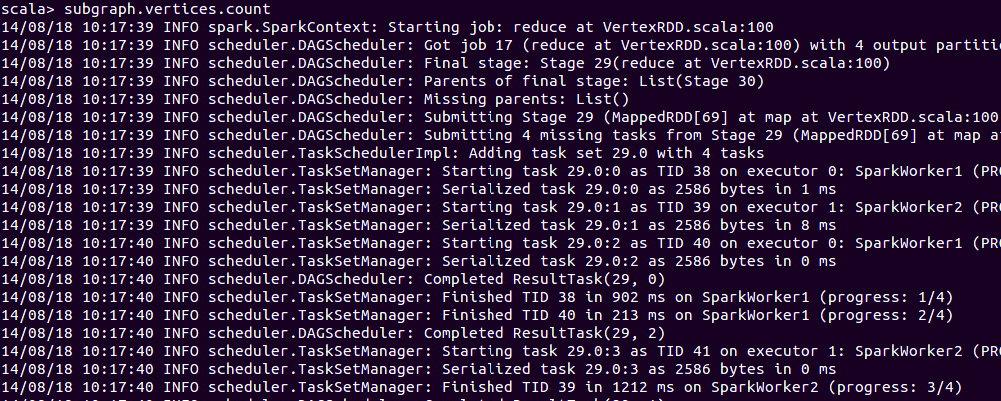 scala> subgraph.vertices.count
14/08/18 10:17:39 INFO spark.SparkContext: Starting job: reduce at VertexRDD.scala:100
14/08/18 10:17:39 INFO scheduler.DAGScheduler: Got job 17 (reduce at VertexRDD.scala:100) with 4 output partiti
14/08/18 10:17:39 INFO scheduler.DAGScheduler: Final stage: Stage 29(reduce at VertexRDD.scala:100)
14/08/18 10:17:39 INFO scheduler.DAGScheduler: Parents of final stage: List(Stage 30)
14/08/18 10:17:39 INFO scheduler.DAGScheduler: Missing parents: List()
14/08/18 10:17:39 INFO scheduler.DAGScheduler: Submitting Stage 29 (MappedRDD[69] at map at VertexRDD.scala:100
14/08/18 10:17:39 INFO scheduler.DAGScheduler: Submitting 4 missing tasks from Stage 29 (MappedRDD[69] at map a
14/08/18 10:17:39 INFO scheduler.TaskSchedulerImpl: Adding task set 29.0 with 4 tasks
14/08/18 10:17:39 INFO scheduler.TaskSetManager: Starting task 29.0:0 as TID 38 on executor 0: SparkWorker1 (PRO
14/08/18 10:17:39 INFO scheduler.TaskSetManager: Serialized task 29.0:0 as 2586 bytes in 1 ms
14/08/18 10:17:39 INFO scheduler.TaskSetManager: Starting task 29.0:1 as TID 39 on executor 1: SparkWorker2 (PRO
14/08/18 10:17:39 INFO scheduler.TaskSetManager: Serialized task 29.0:1 as 2586 bytes in 8 ms
14/08/18 10:17:40 INFO scheduler.TaskSetManager: Starting task 29.0:2 as TID 40 on executor 0: SparkWorker1 (PRO
14/08/18 10:17:40 INFO scheduler.TaskSetManager: Serialized task 29.0:2 as 2586 bytes in 0 ms
14/08/18 10:17:40 INFO scheduler.DAGScheduler: Completed ResultTask(29, 0)
14/08/18 10:17:40 INFO scheduler.TaskSetManager: Finished TID 38 in 902 ms on SparkWorker1 (progress: 1/4)
14/08/18 10:17:40 INFO scheduler.TaskSetManager: Finished TID 40 in 213 ms on SparkWorker1 (progress: 2/4)
14/08/18 10:17:40 INFO scheduler.DAGScheduler: Completed ResultTask(29, 2)
14/08/18 10:17:40 INFO scheduler.TaskSetManager: Starting task 29.0:3 as TID 41 on executor 1: SparkWorker2 (PRO
14/08/18 10:17:40 INFO scheduler.TaskSetManager: Serialized task 29.0:3 as 2586 bytes in 0 ms
14/08/18 10:17:40 INFO scheduler.TaskSetManager: Finished TID 39 in 1212 ms on SparkWorker2 (progress: 3/4)